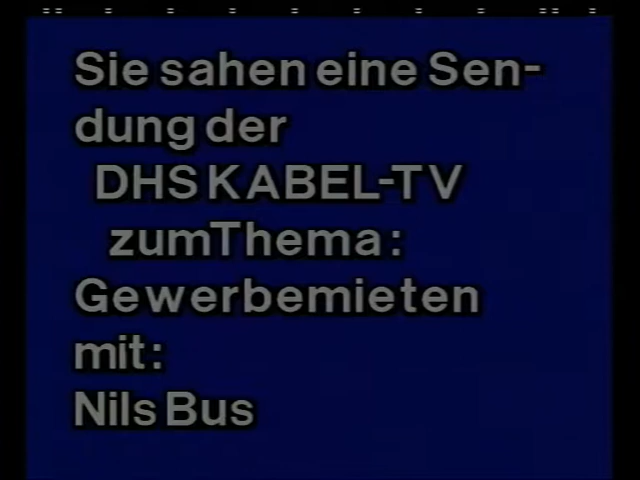 Sie sahen eine Sen-
dung der
DHS KABEL-TV
zumThema:
Gewerbemieten
mit:
Nils Bus